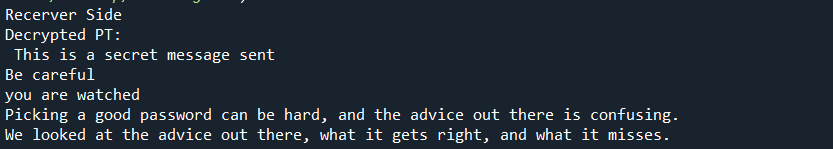 Recerver Side
Decrypted PT:
This is a secret message sent
Be careful
you are watched
Picking a good password can be hard, and the advice out there is confusing.
We looked at the advice out there, what it gets right, and what it misses.